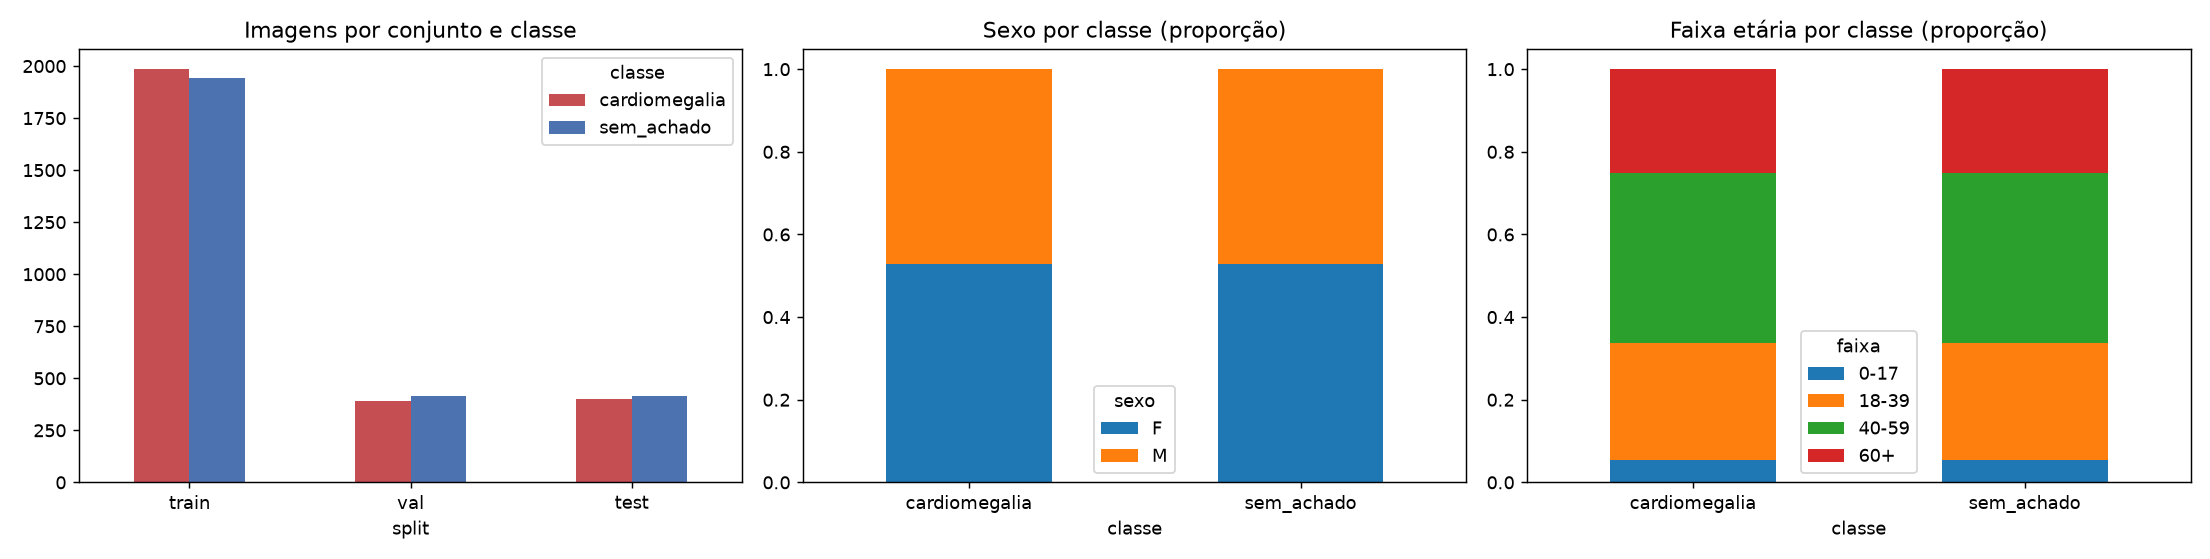 Imagens por conjunto e classe
2000
1750
1500
1250
1000
750
500
250
0
classe
cardiomegalia
sem_achado
train
val
test
split
Sexo por classe (proporção)
1.0
0.8
0.6
0.4
0.2
0.0
sexo
F
M
cardiomegalia
sem_achado
classe
Faixa etária por classe (proporção)
1.0
0.8
0.6
0.4
0.2
0.0
faixa
0-17
18-39
40-59
60+
cardiomegalia
sem_achado
classe